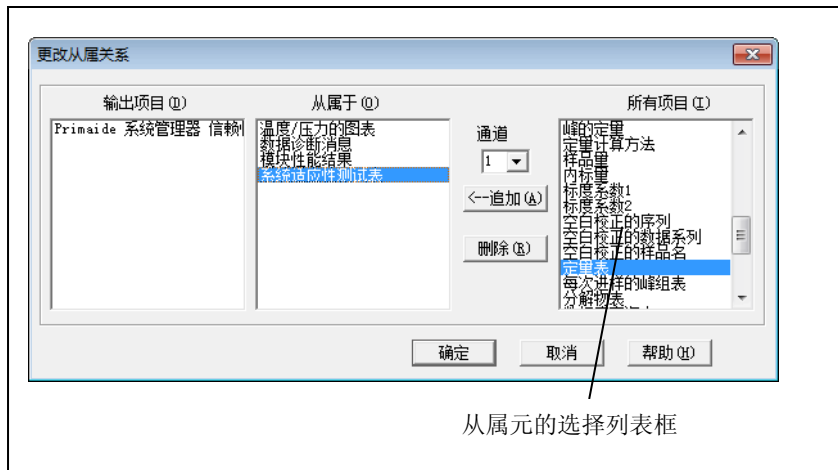 更改从属关系
输出项目(D)
从属于(O)
所有项目(I)
Primaide 系统管理器 信赖
温度/压力的图表
数据诊断消息
模块性能结果
系统适应性测试表
通道
1
<--追加(A)
删除(R)
峰的定量
定量计算方法
样品量
内标量
标度系数1
标度系数2
空白校正的序列
空白校正的数据系列
空白校正的样品名
定量表
每次进样的峰组表
分解物表
确定
取消
帮助(H)
从属元的选择列表框